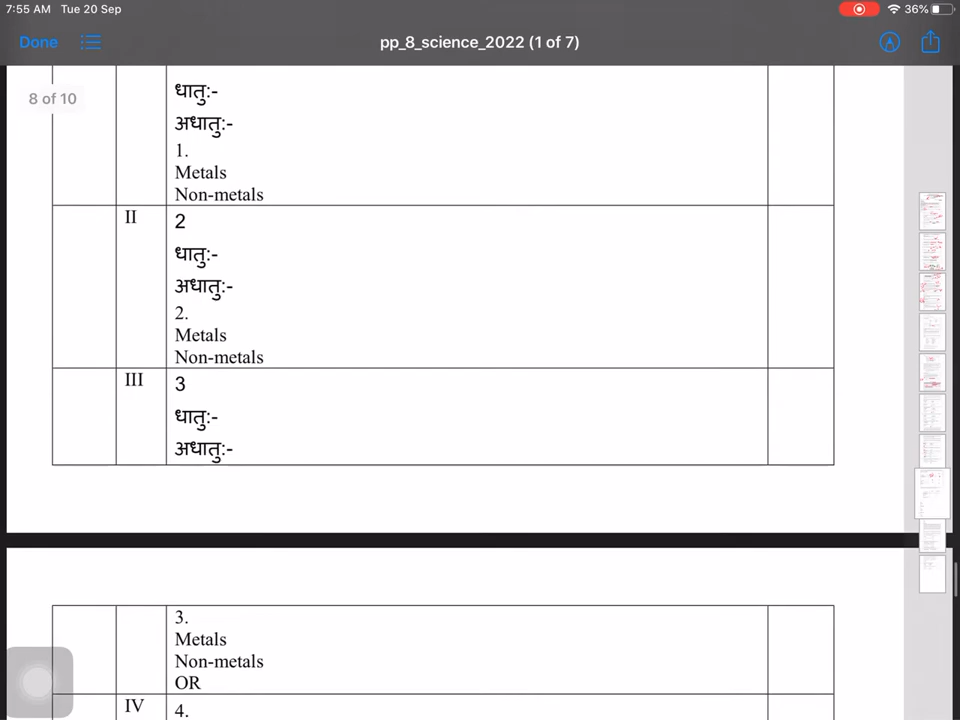 7:55 AM Tue 20 Sep
36%
Done
pp_8_science_2022 (1 of 7)
8 of 10
धातु:-
अधातु:-
1.
Metals
Non-metals
II
2
धातु:-
अधातु:-
2.
Metals
Non-metals
III
3
धातु:-
अधातु:-
3.
Metals
Non-metals
OR
IV
4.